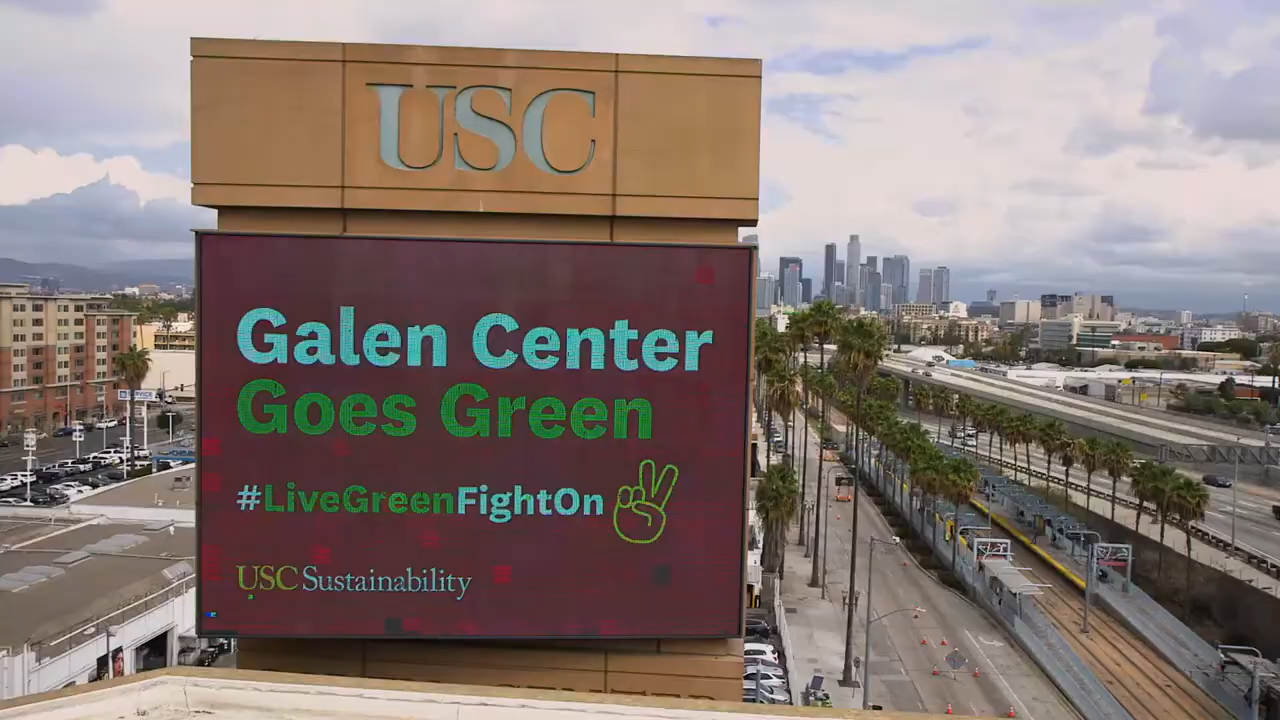 USC
Galen Center
Goes Green
#LiveGreenFightOn
USC Sustainability